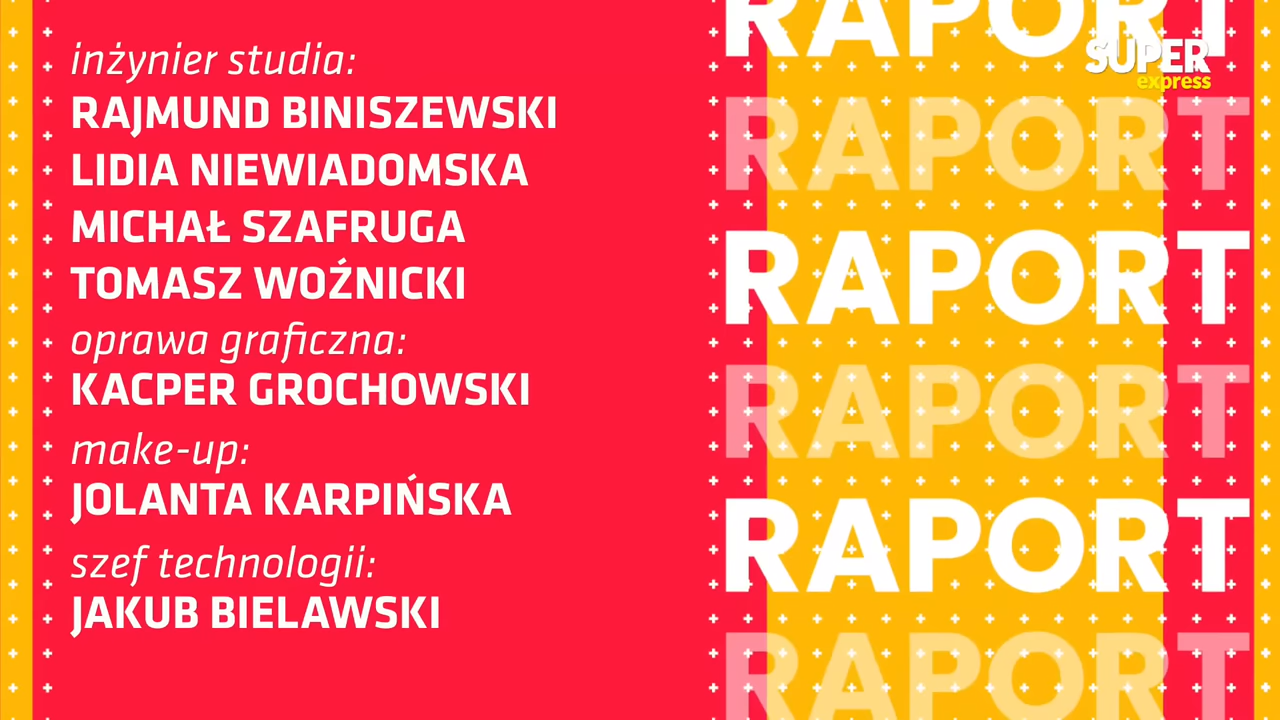 inżynier studia:
RAJMUND BINISZEWSKI
LIDIA NIEWIADOMSKA
MICHAŁ SZAFRUGA
TOMASZ WOŹNICKI
oprawa graficzna:
KACPER GROCHOWSKI
make-up:
JOLANTA KARPIŃSKA
szef technologii:
JAKUB BIELAWSKI
RAPORT
SUPER
express
RAPORT
RAPORT
RAPORT
RAPORT
RAPORT